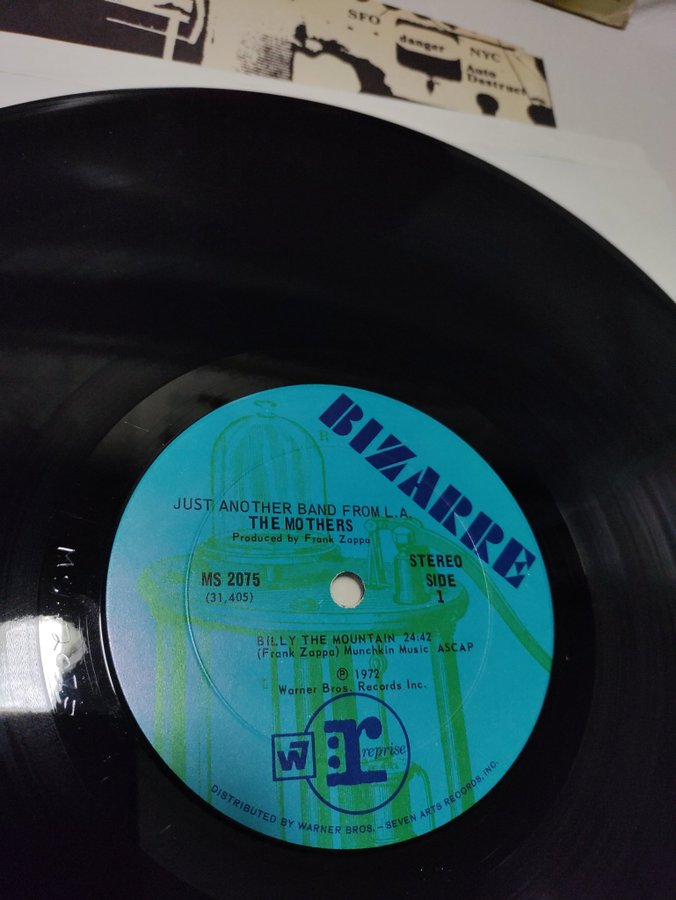 SFO
danger
NYC
Auto
Destruct
BIZARRE
R
JUST ANOTHER BAND FROM L.A.
THE MOTHERS
Produced by Frank Zappa
MS 2075
(31,405)
STEREO
SIDE
1
BILLY THE MOUNTAIN 24:42
(Frank Zappa) Munchkin Music ASCAP
℗ 1972
Warner Bros. Records Inc.
W7
r:reprise
DISTRIBUTED BY WARNER BROS. – SEVEN ARTS RECORDS, INC.